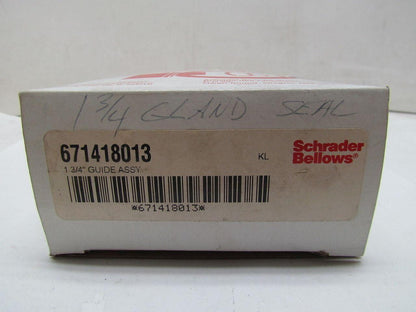 1 3/4 GLAND SEAL
671418013
KL
Schrader
Bellows®
1 3/4" GUIDE ASSY
*671418013*